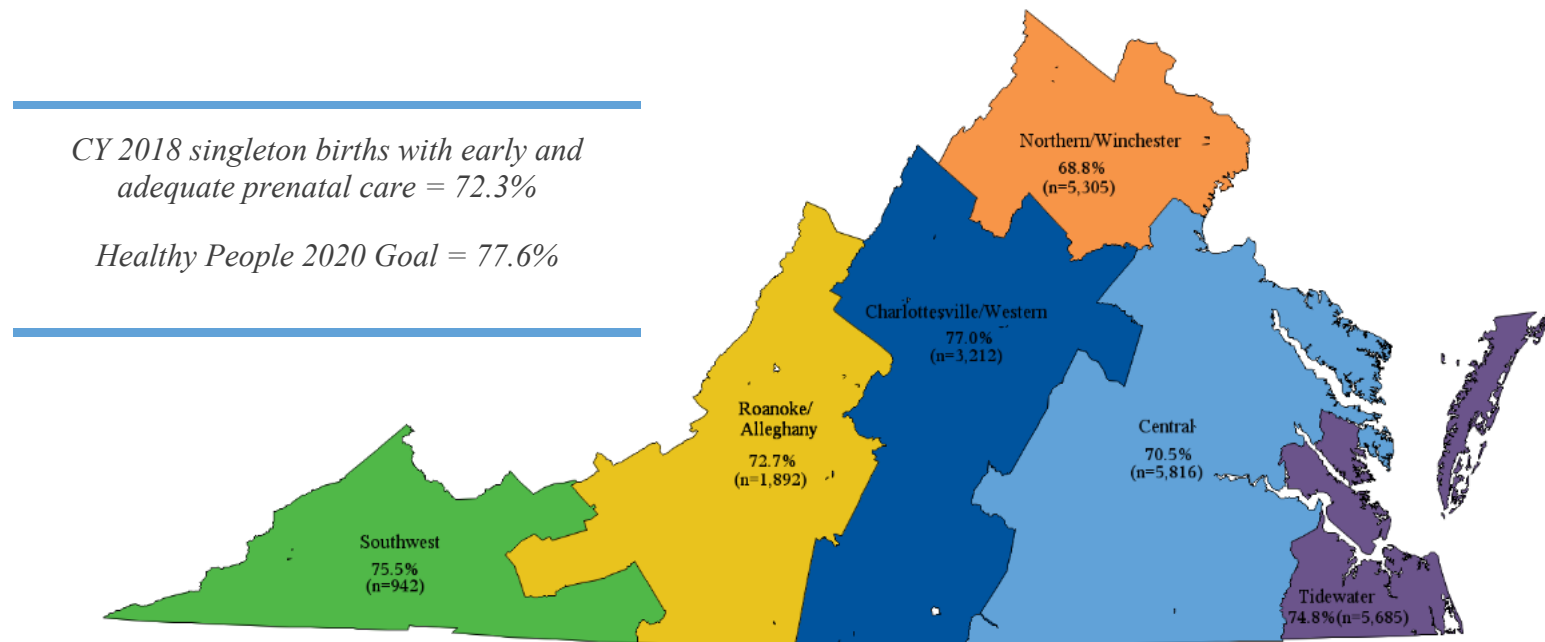 CY 2018 singleton births with early and
adequate prenatal care = 72.3%
Healthy People 2020 Goal = 77.6%
Northern/Winchester
68.8%
(n=5,305)
Charlottesville/Western
77.0%
(n=3,212)
Roanoke/
Alleghany
72.7%
(n=1,892)
Central
70.5%
(n=5,816)
Southwest
75.5%
(n=942)
Tidewater
74.8%(n=5,685)